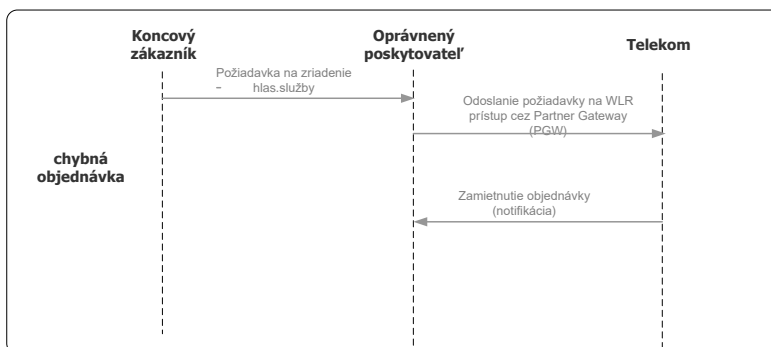 Koncový
zákazník
Oprávnený
poskytovateľ
Telekom
Požiadavka na zriadenie
- hlas.služby
Odoslanie požiadavky na WLR
prístup cez Partner Gateway
(PGW)
chybná
objednávka
Zamietnutie objednávky
(notifikácia)